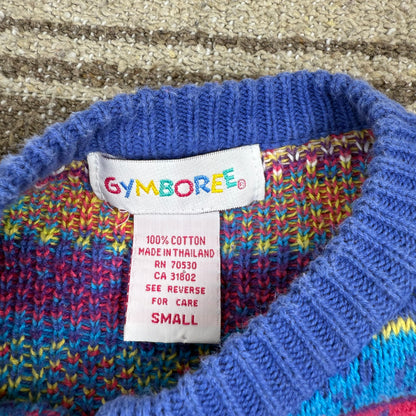 GYMBOREE®
100% COTTON
MADE IN THAILAND
RN 70530
CA 31802
SEE REVERSE
FOR CARE
SMALL